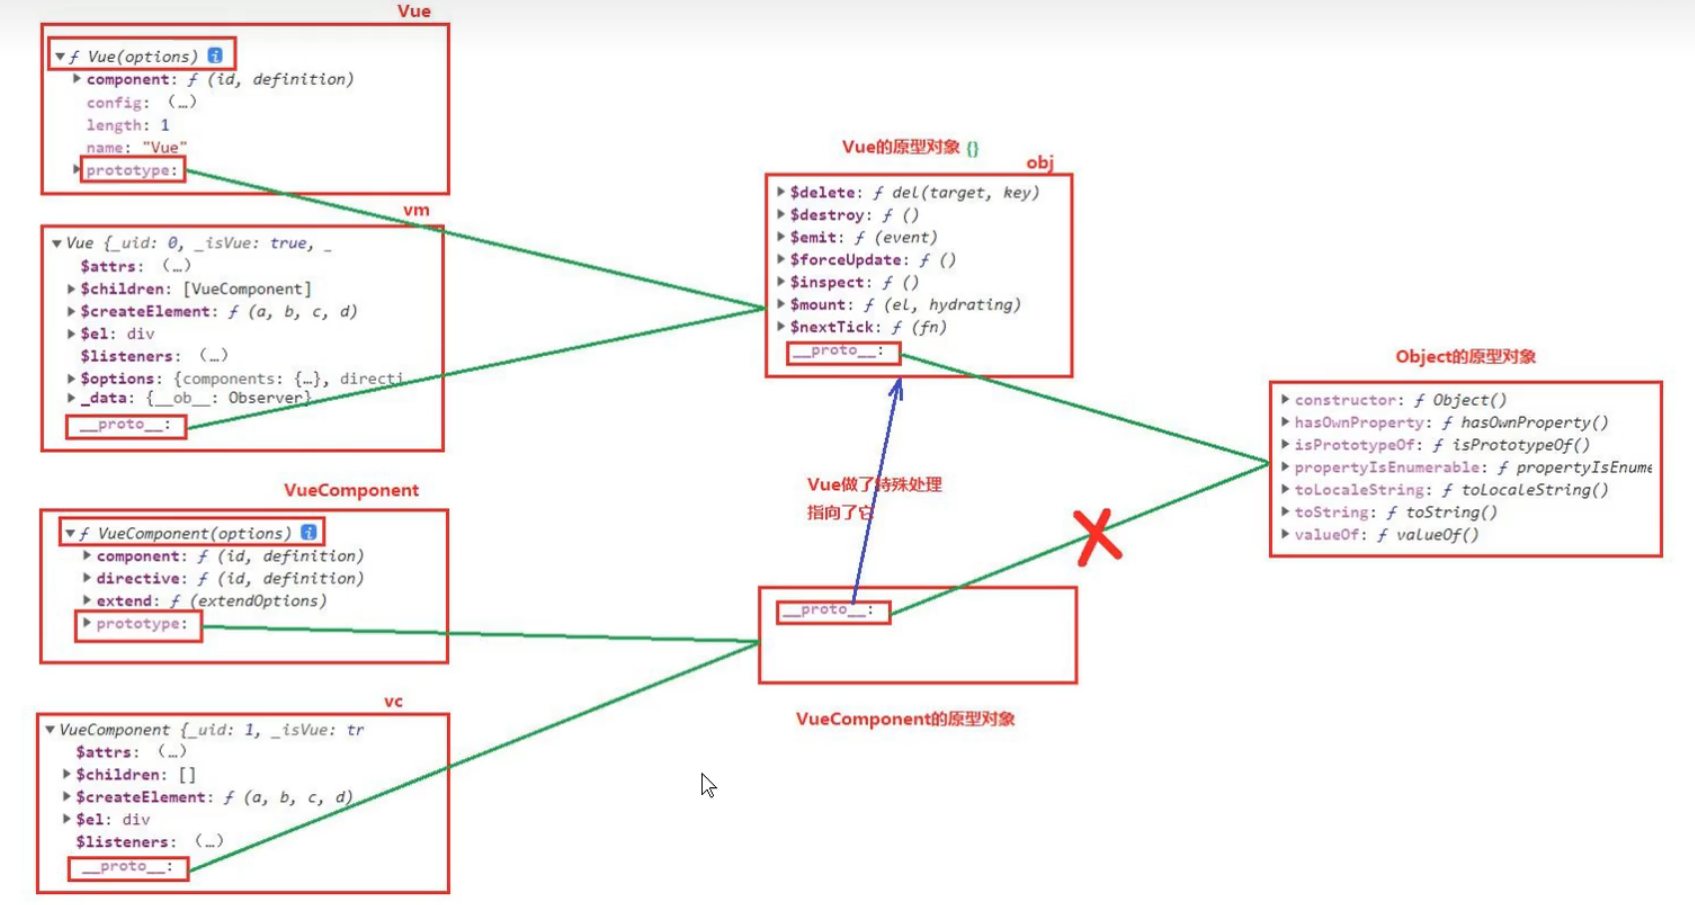 Vue
ƒ Vue(options) i
component: ƒ (id, definition)
config: (…)
length: 1
name: "Vue"
prototype:
vm
Vue {_uid: 0, _isVue: true, _
$attrs: (…)
$children: [VueComponent]
$createElement: ƒ (a, b, c, d)
$el: div
$listeners: (…)
$options: {components: {…}, directi
_data: {__ob__: Observer}
__proto__:
VueComponent
ƒ VueComponent(options) i
component: ƒ (id, definition)
directive: ƒ (id, definition)
extend: ƒ (extendOptions)
prototype:
vc
VueComponent {_uid: 1, _isVue: tr
$attrs: (…)
$children: []
$createElement: ƒ (a, b, c, d)
$el: div
$listeners: (…)
__proto__:
Vue的原型对象 {}
obj
$delete: ƒ del(target, key)
$destroy: ƒ ()
$emit: ƒ (event)
$forceUpdate: ƒ ()
$inspect: ƒ ()
$mount: ƒ (el, hydrating)
$nextTick: ƒ (fn)
__proto__:
Vue做了特殊处理
指向了它
__proto__:
VueComponent的原型对象
Object的原型对象
constructor: ƒ Object()
hasOwnProperty: ƒ hasOwnProperty()
isPrototypeOf: ƒ isPrototypeOf()
propertyIsEnumerable: ƒ propertyIsEnume
toLocaleString: ƒ toLocaleString()
toString: ƒ toString()
valueOf: ƒ valueOf()